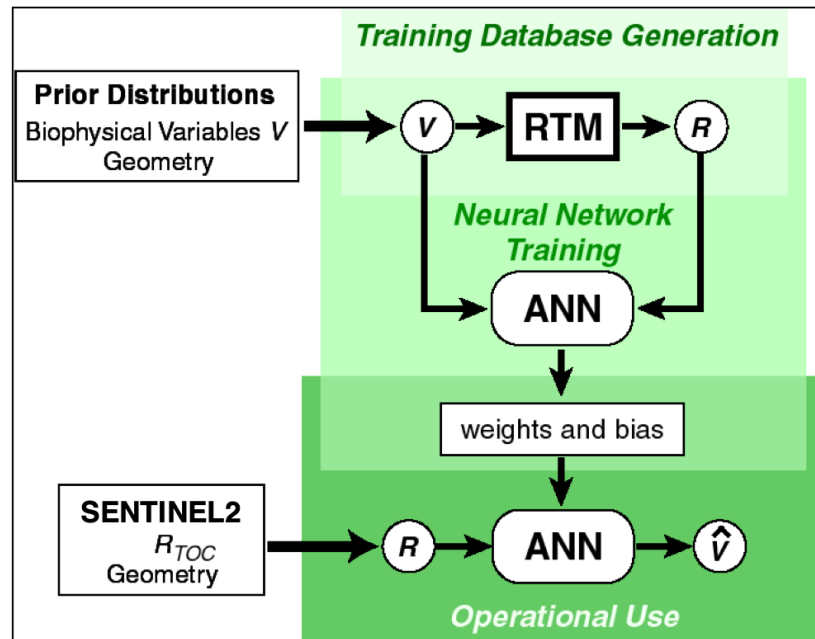 Training Database Generation
Prior Distributions
Biophysical Variables V
Geometry
V
RTM
R
Neural Network
Training
ANN
weights and bias
SENTINEL2
R_TOC
Geometry
R
ANN
V̂
Operational Use